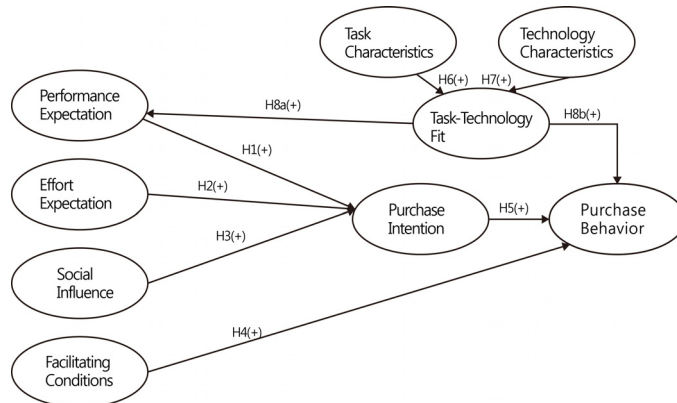 Task
Characteristics
Technology
Characteristics
H6(+)
H7(+)
Performance
Expectation
H8a(+)
Task-Technology
Fit
H8b(+)
H1(+)
Effort
Expectation
H2(+)
Purchase
Intention
H5(+)
Purchase
Behavior
H3(+)
Social
Influence
H4(+)
Facilitating
Conditions